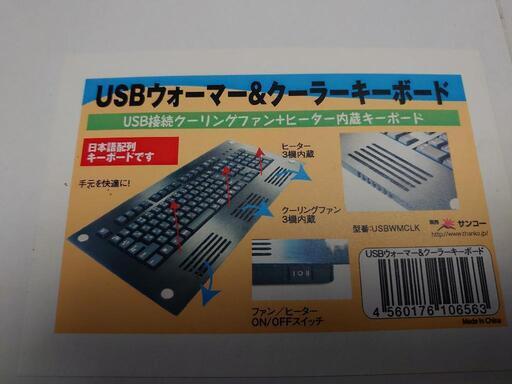 USBウォーマー&クーラーキーボード
USB接続クーリングファン+ヒーター内蔵キーボード
日本語配列
キーボードです
手元を快適に!
ヒーター
3機内蔵
クーリングファン
3機内蔵
型番:USBWMCLK
サンコー
http://www.thanko.jp/
ファン/ヒーター
ON/OFFスイッチ
USBウォーマー&クーラーキーボード
4 560176 106563
Made In China